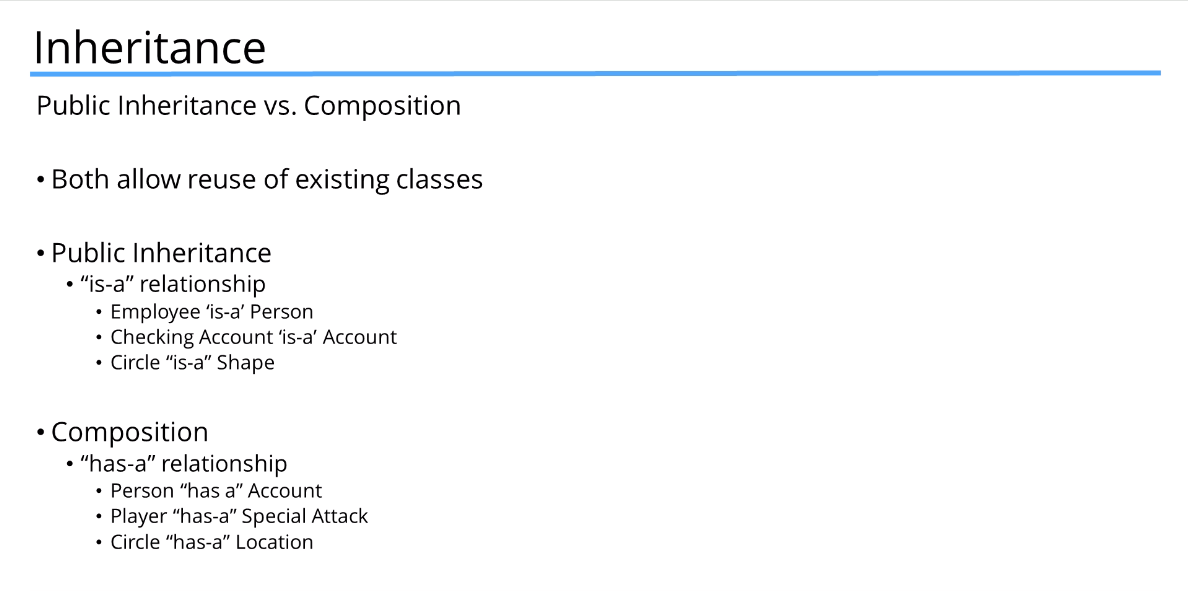 Inheritance
Public Inheritance vs. Composition
• Both allow reuse of existing classes
• Public Inheritance
• “is-a” relationship
• Employee ‘is-a’ Person
• Checking Account ‘is-a’ Account
• Circle “is-a” Shape
• Composition
• “has-a” relationship
• Person “has a” Account
• Player “has-a” Special Attack
• Circle “has-a” Location